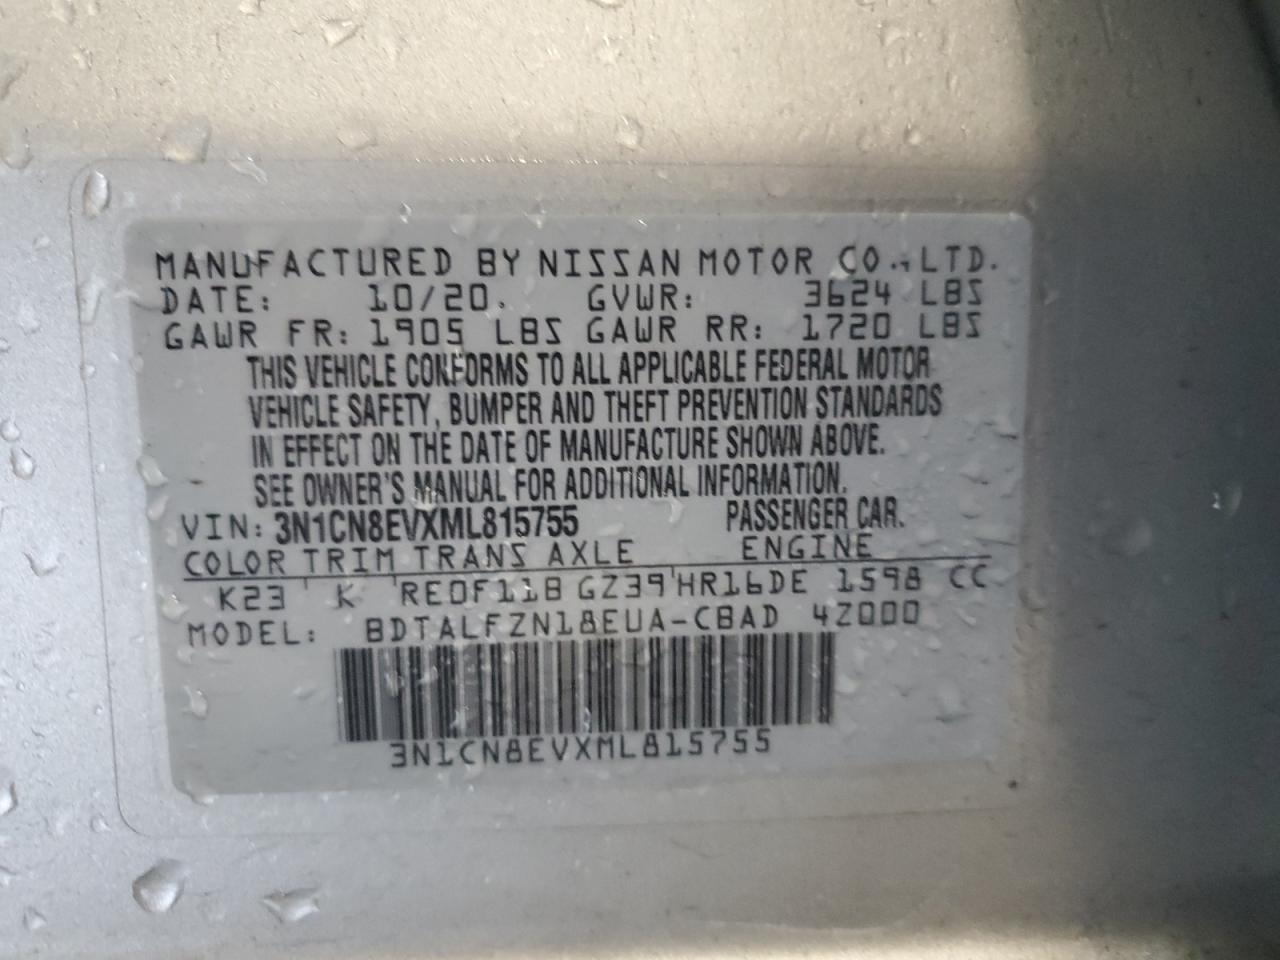 MANUFACTURED BY NISSAN MOTOR CO., LTD.
DATE: 10/20. GVWR: 3624 LBS
GAWR FR: 1905 LBS GAWR RR: 1720 LBS
THIS VEHICLE CONFORMS TO ALL APPLICABLE FEDERAL MOTOR
VEHICLE SAFETY, BUMPER AND THEFT PREVENTION STANDARDS
IN EFFECT ON THE DATE OF MANUFACTURE SHOWN ABOVE.
SEE OWNER'S MANUAL FOR ADDITIONAL INFORMATION.
VIN: 3N1CN8EVXML815755 PASSENGER CAR.
COLOR TRIM TRANS AXLE ENGINE
K23 K RE0F11B GZ39 HR16DE 1598 CC
MODEL: BDTALFZN18EUA-CBAD 4Z000
3N1CN8EVXML815755